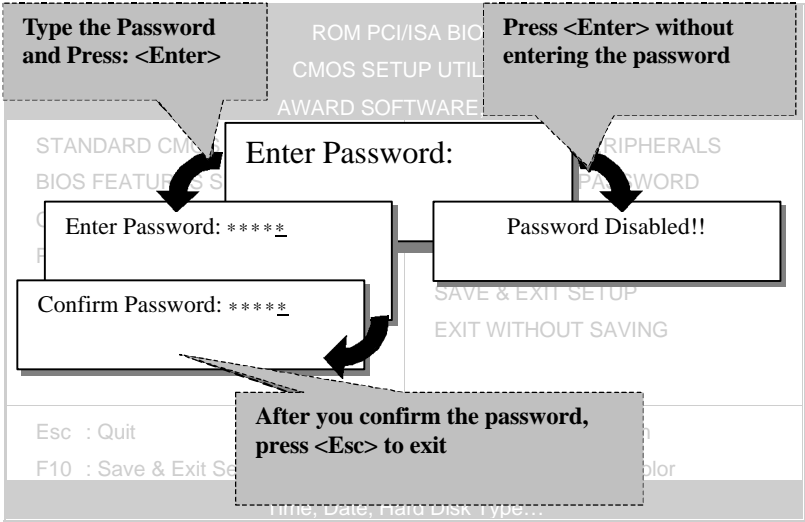 Type the Password
and Press: <Enter>
ROM PCI/ISA BIO
CMOS SETUP UTIL
AWARD SOFTWARE
Press <Enter> without
entering the password
STANDARD CMOS
RIPHERALS
Enter Password:
BIOS FEATURES S
PASSWORD
Enter Password: *****
Password Disabled!!
Confirm Password: *****
SAVE & EXIT SETUP
EXIT WITHOUT SAVING
After you confirm the password,
press <Esc> to exit
Esc : Quit
F10 : Save & Exit Se
olor
Time, Date, Hard Disk Type…